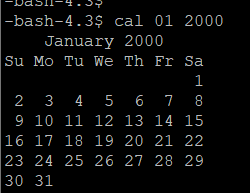 -bash-4.3$
-bash-4.3$ cal 01 2000
    January 2000
Su Mo Tu We Th Fr Sa
                   1
 2  3  4  5  6  7  8
 9 10 11 12 13 14 15
16 17 18 19 20 21 22
23 24 25 26 27 28 29
30 31